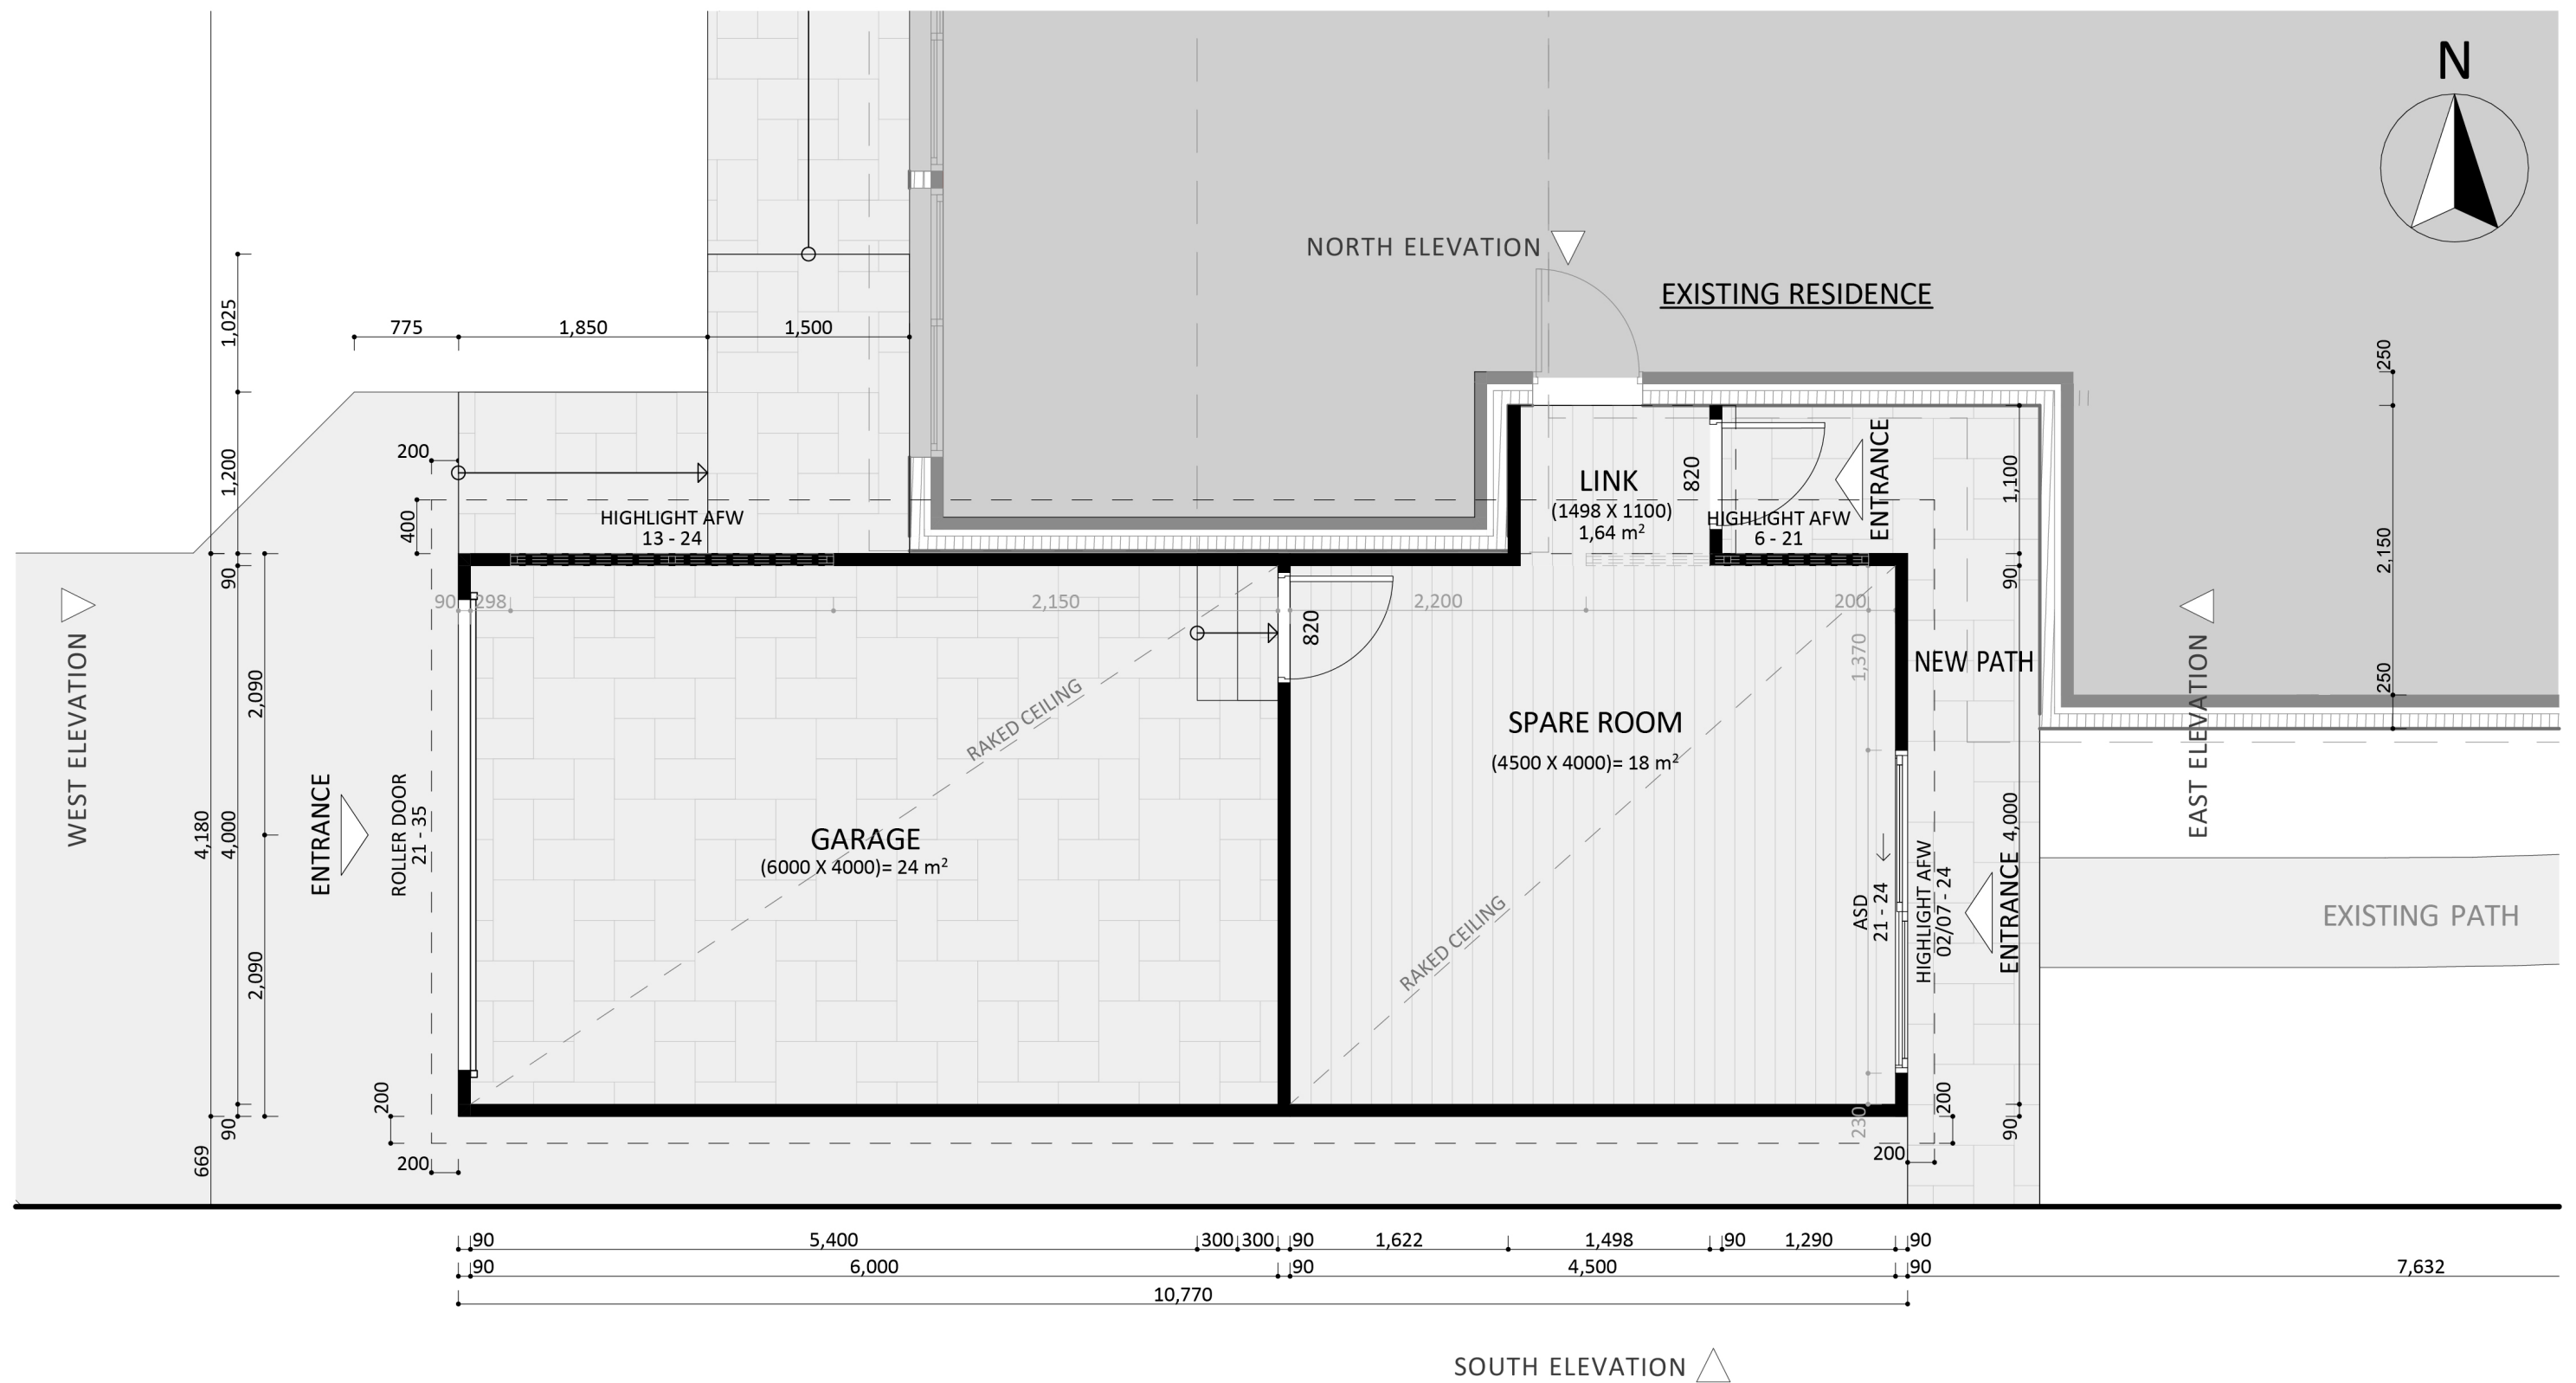 N
NORTH ELEVATION
EXISTING RESIDENCE
1,025
775
1,850
1,500
250
1,200
200
400
HIGHLIGHT AFW
13 - 24
LINK
(1498 X 1100)
1,64 m²
820
HIGHLIGHT AFW
6 - 21
ENTRANCE
1,100
2,150
90
90
298
2,150
820
2,200
200
90
1,370
NEW PATH
250
WEST ELEVATION
EAST ELEVATION
2,090
RAKED CEILING
SPARE ROOM
(4500 X 4000)= 18 m²
4,180
4,000
ENTRANCE
ROLLER DOOR
21 - 35
GARAGE
(6000 X 4000)= 24 m²
4,000
ENTRANCE
ASD
21 - 24
HIGHLIGHT AFW
02/07 - 24
EXISTING PATH
RAKED CEILING
2,090
200
200
90
230
90
669
200
200
90
5,400
300
300
90
1,622
1,498
90
1,290
90
90
6,000
90
4,500
90
7,632
10,770
SOUTH ELEVATION